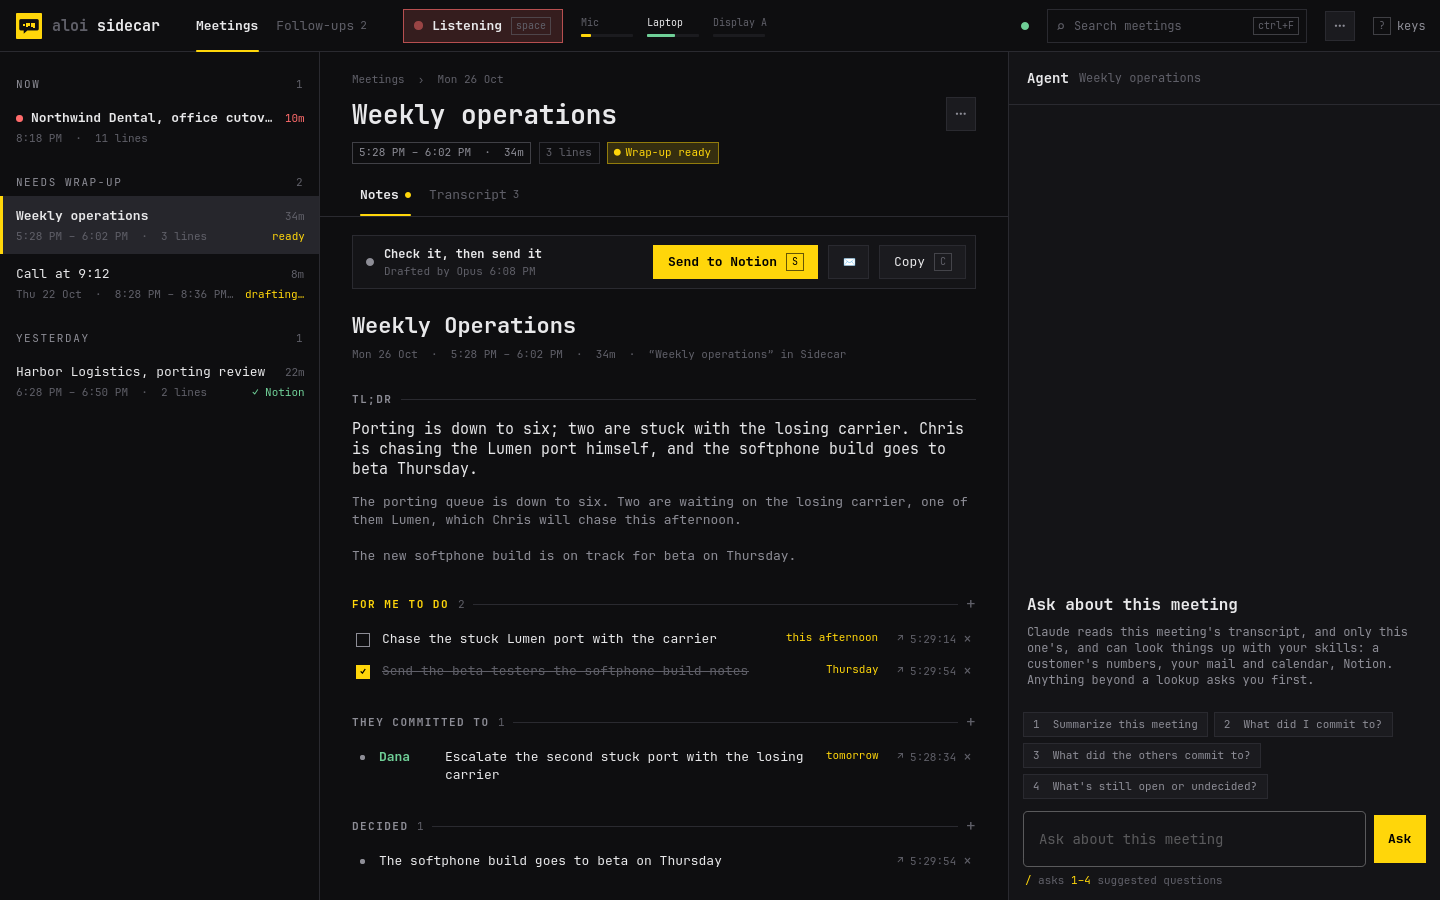 aloi sidecar
Meetings
Follow-ups 2
Listening space
Mic
Laptop
Display A
Search meetings ctrl+F
? keys
NOW 1
Northwind Dental, office cutov… 10m
8:18 PM · 11 lines
NEEDS WRAP-UP 2
Weekly operations 34m
5:28 PM – 6:02 PM · 3 lines ready
Call at 9:12 8m
Thu 22 Oct · 8:28 PM – 8:36 PM… drafting…
YESTERDAY 1
Harbor Logistics, porting review 22m
6:28 PM – 6:50 PM · 2 lines ✓ Notion
Meetings › Mon 26 Oct
Weekly operations
5:28 PM – 6:02 PM · 34m 3 lines Wrap-up ready
Notes Transcript 3
Check it, then send it
Drafted by Opus 6:08 PM
Send to Notion S
Copy C
Weekly Operations
Mon 26 Oct · 5:28 PM – 6:02 PM · 34m · "Weekly operations" in Sidecar
TL;DR
Porting is down to six; two are stuck with the losing carrier. Chris
is chasing the Lumen port himself, and the softphone build goes to
beta Thursday.
The porting queue is down to six. Two are waiting on the losing carrier, one of
them Lumen, which Chris will chase this afternoon.
The new softphone build is on track for beta on Thursday.
FOR ME TO DO 2 +
Chase the stuck Lumen port with the carrier this afternoon ↗ 5:29:14 ×
Send the beta testers the softphone build notes Thursday ↗ 5:29:54 ×
THEY COMMITTED TO 1 +
Dana Escalate the second stuck port with the losing tomorrow ↗ 5:28:34 ×
carrier
DECIDED 1 +
The softphone build goes to beta on Thursday ↗ 5:29:54 ×
Agent Weekly operations
Ask about this meeting
Claude reads this meeting's transcript, and only this
one's, and can look things up with your skills: a
customer's numbers, your mail and calendar, Notion.
Anything beyond a lookup asks you first.
1 Summarize this meeting
2 What did I commit to?
3 What did the others commit to?
4 What's still open or undecided?
Ask about this meeting
Ask
/ asks 1–4 suggested questions